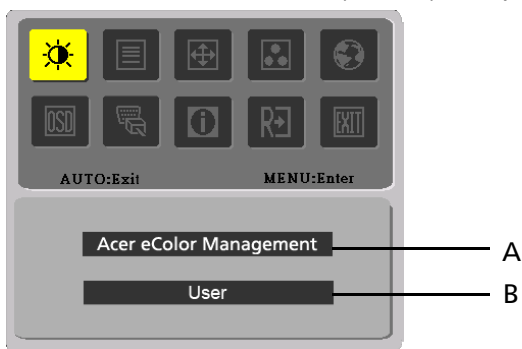 OSD
i
R
EXIT
AUTO:Exit MENU:Enter
Acer eColor Management A
User B